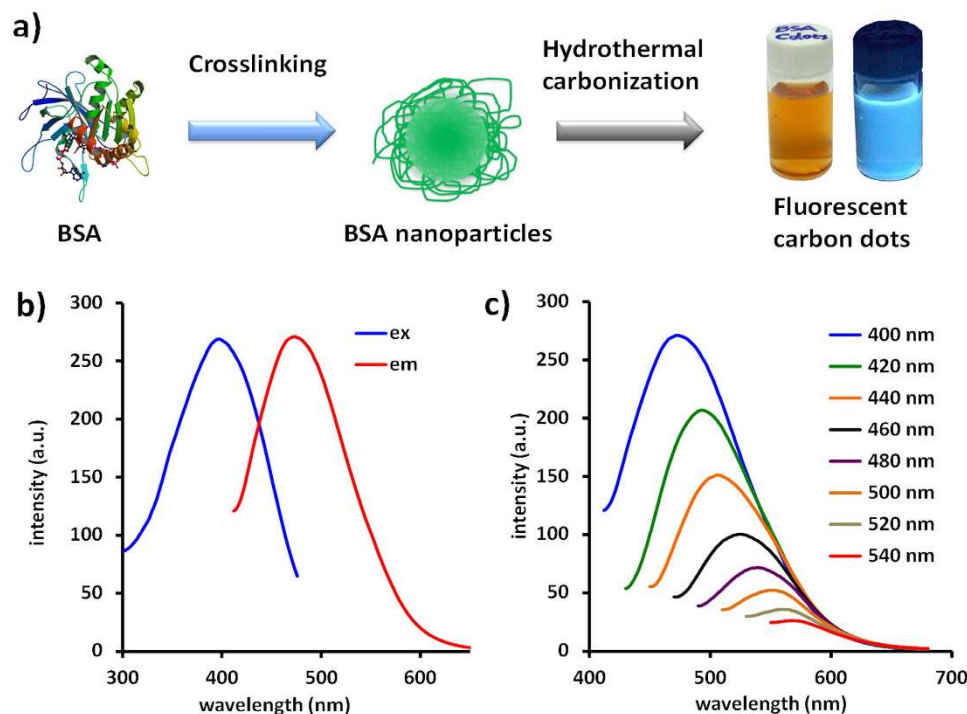 a)
Crosslinking
Hydrothermal
carbonization
BSA
Cdots
BSA
BSA nanoparticles
Fluorescent
carbon dots
b)
300
250
200
150
100
50
0
intensity (a.u.)
ex
em
300
400
500
600
wavelength (nm)
c)
300
250
200
150
100
50
0
intensity (a.u.)
400 nm
420 nm
440 nm
460 nm
480 nm
500 nm
520 nm
540 nm
400
500
600
700
wavelength (nm)